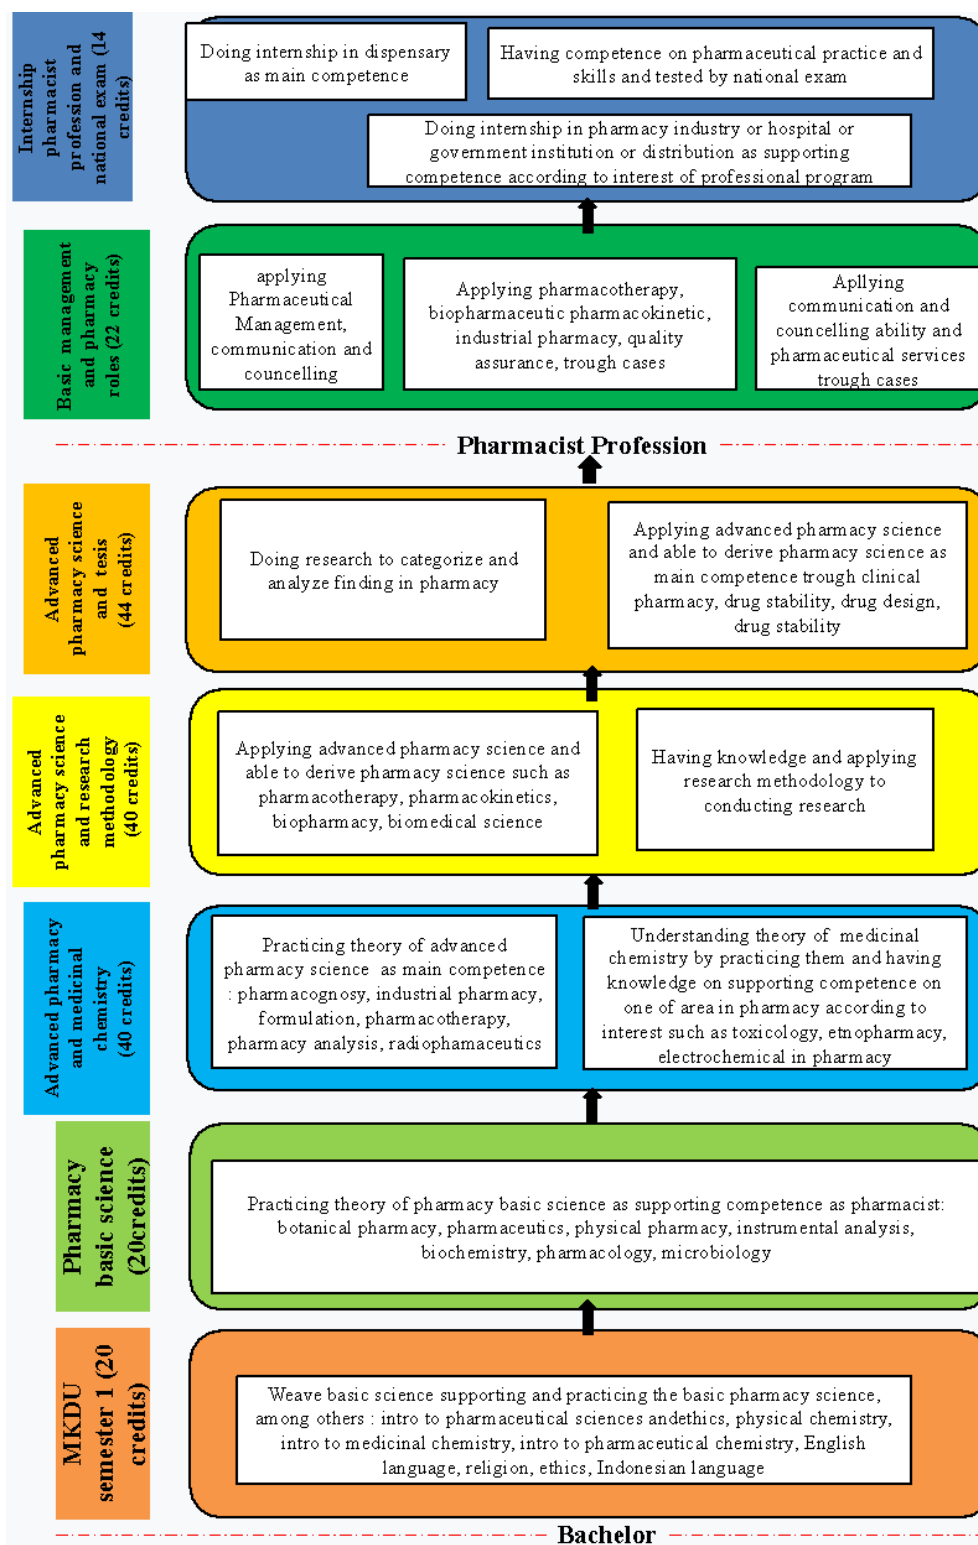 Internship
pharmacist
profession and
national exam (14
credits)
Doing internship in dispensary
as main competence
Having competence on pharmaceutical practice and
skills and tested by national exam
Doing internship in pharmacy industry or hospital or
government institution or distribution as supporting
competence according to interest of professional program
Basic management
and pharmacy
roles (22 credits)
applying
Pharmaceutical
Management,
communication and
councelling
Applying pharmacotherapy,
biopharmaceutic pharmacokinetic,
industrial pharmacy, quality
assurance, trough cases
Apllying
communication and
councelling ability and
pharmaceutical services
trough cases
Pharmacist Profession
Advanced
pharmacy science
and tesis
(44 credits)
Doing research to categorize and
analyze finding in pharmacy
Applying advanced pharmacy science
and able to derive pharmacy science as
main competence trough clinical
pharmacy, drug stability, drug design,
drug stability
Advanced
pharmacy science
and research
methodology
(40 credits)
Applying advanced pharmacy science and
able to derive pharmacy science such as
pharmacotherapy, pharmacokinetics,
biopharmacy, biomedical science
Having knowledge and applying
research methodology to
conducting research
Advanced pharmacy
and medicinal
chemistry
(40 credits)
Practicing theory of advanced
pharmacy science as main competence
: pharmacognosy, industrial pharmacy,
formulation, pharmacotherapy,
pharmacy analysis, radiophamaceutics
Understanding theory of medicinal
chemistry by practicing them and having
knowledge on supporting competence on
one of area in pharmacy according to
interest such as toxicology, etnopharmacy,
electrochemical in pharmacy
Pharmacy
basic science
(20credits)
Practicing theory of pharmacy basic science as supporting competence as pharmacist:
botanical pharmacy, pharmaceutics, physical pharmacy, instrumental analysis,
biochemistry, pharmacology, microbiology
MKDU
semester 1 (20
credits)
Weave basic science supporting and practicing the basic pharmacy science,
among others : intro to pharmaceutical sciences andethics, physical chemistry,
intro to medicinal chemistry, intro to pharmaceutical chemistry, English
language, religion, ethics, Indonesian language
Bachelor